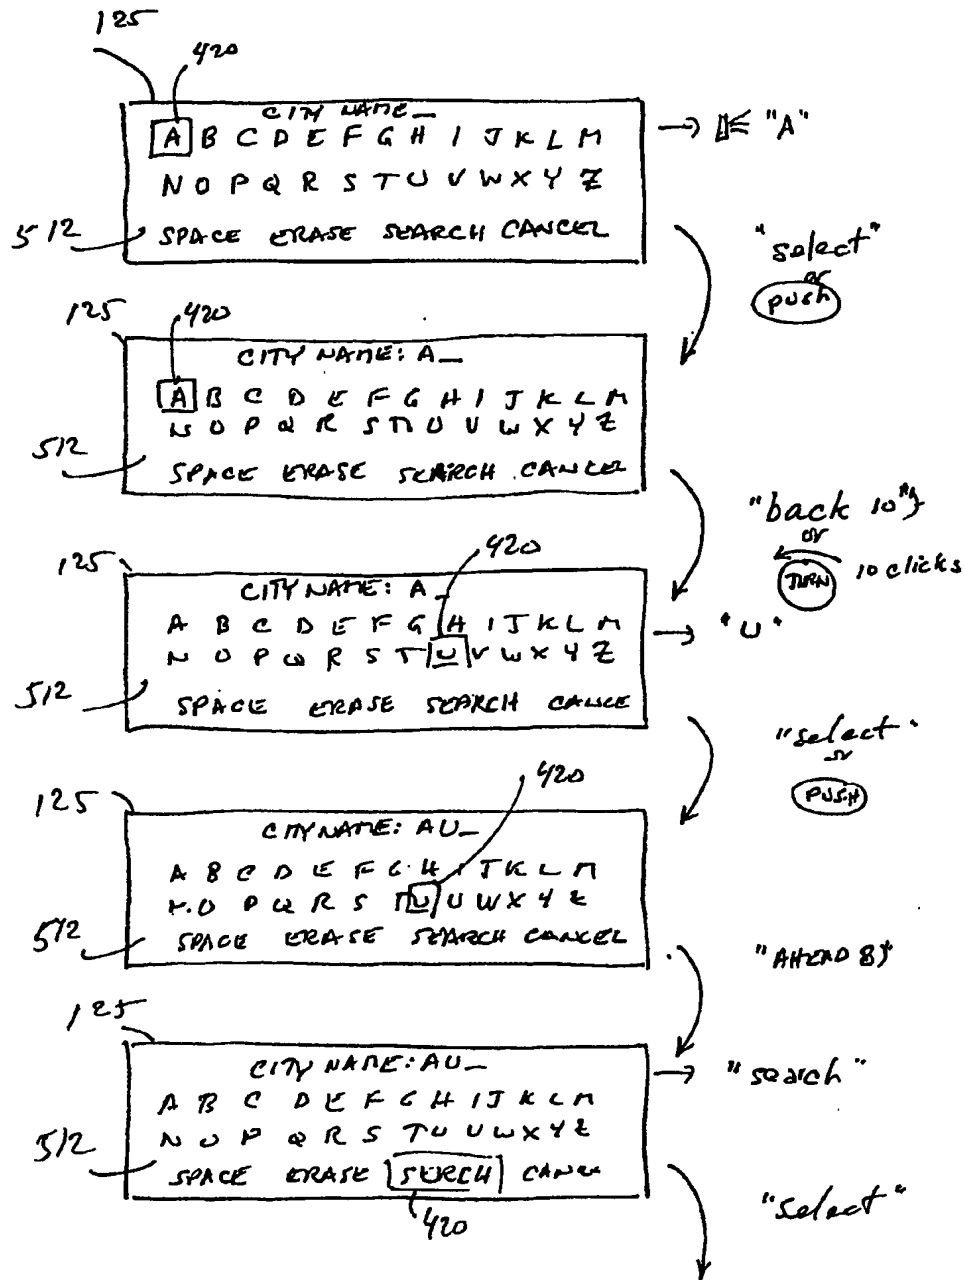 125
420
CITY NAME_
A B C D E F G H I J K L M → "A"
N O P Q R S T U V W X Y Z
512 SPACE ERASE SEARCH CANCEL
"select"
or
PUSH
125 420
CITY NAME: A_
A B C D E F G H I J K L M
N O P Q R S T U V W X Y Z
512
SPACE ERASE SEARCH CANCEL
"back 10"
or
TURN 10 clicks
125 420
CITY NAME: A_
A B C D E F G H I J K L M
N O P Q R S T U V W X Y Z → "U"
512
SPACE ERASE SEARCH CANCE
"select"
or
PUSH
125 420
CITY NAME: AU_
A B C D E F G H I J K L M
N O P Q R S T U V W X Y Z
512 SPACE ERASE SEARCH CANCEL
"AHEAD 8"
125
CITY NAME: AU_ → "search"
A B C D E F G H I J K L M
N O P Q R S T U V W X Y Z
512
SPACE ERASE SERCH CANCE
420
"select"